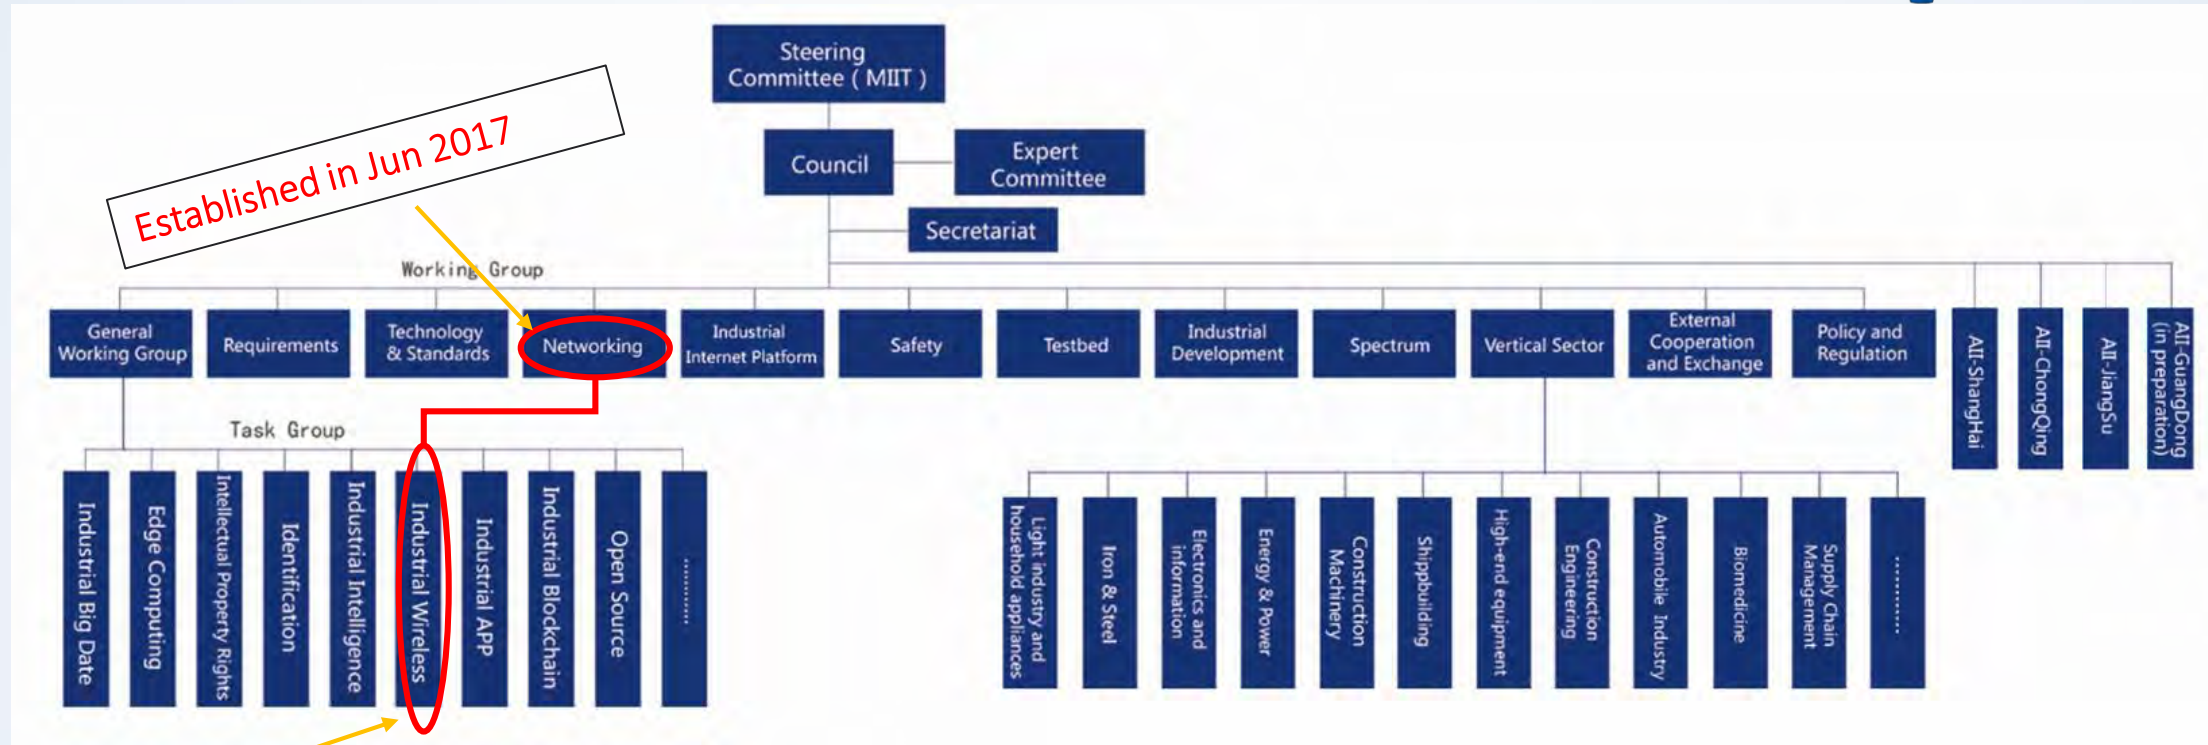 Steering
Committee ( MIIT )
Established in Jun 2017
Council
Expert
Committee
Secretariat
Working Group
General
Working Group
Requirements
Technology
& Standards
Networking
Industrial
Internet Platform
Safety
Testbed
Industrial
Development
Spectrum
Vertical Sector
External
Cooperation
and Exchange
Policy and
Regulation
AII-ShangHai
AII-ChongQing
AII-JiangSu
AII-GuangDong
(in preparation)
Task Group
Industrial Big Date
Edge Computing
Intellectual Property Rights
Identification
Industrial Intelligence
Industrial Wireless
Industrial APP
Industrial Blockchain
Open Source
..........
Light industry and
household appliances
Iron & Steel
Electronics and
information
Energy & Power
Construction
Machinery
Shippbuilding
High-end equipment
Construction
Engineering
Automobile Industry
Biomedicine
Supply Chain
Management
..........